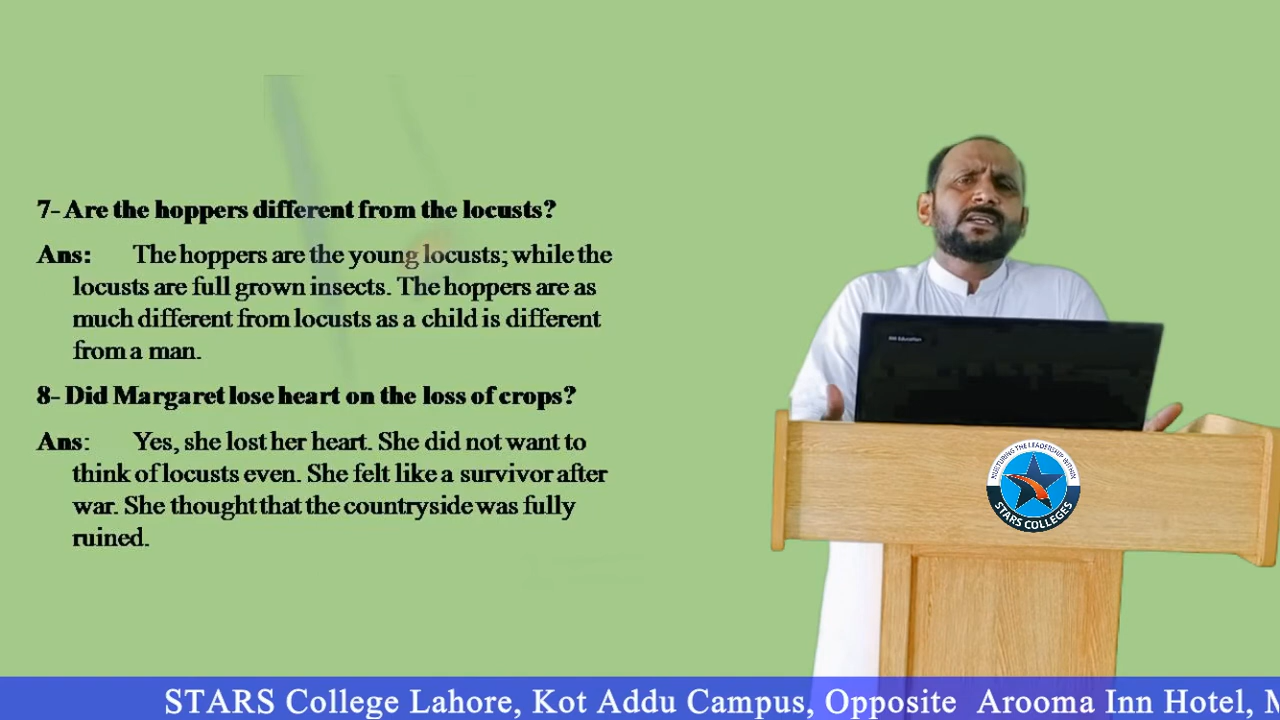 7- Are the hoppers different from the locusts?
Ans: The hoppers are the young locusts; while the
locusts are full grown insects. The hoppers are as
much different from locusts as a child is different
from a man.
8- Did Margaret lose heart on the loss of crops?
Ans: Yes, she lost her heart. She did not want to
think of locusts even. She felt like a survivor after
war. She thought that the countryside was fully
ruined.
NURTURING THE LEADERSHIP WITHIN
STARS COLLEGES
STARS College Lahore, Kot Addu Campus, Opposite Arooma Inn Hotel, M